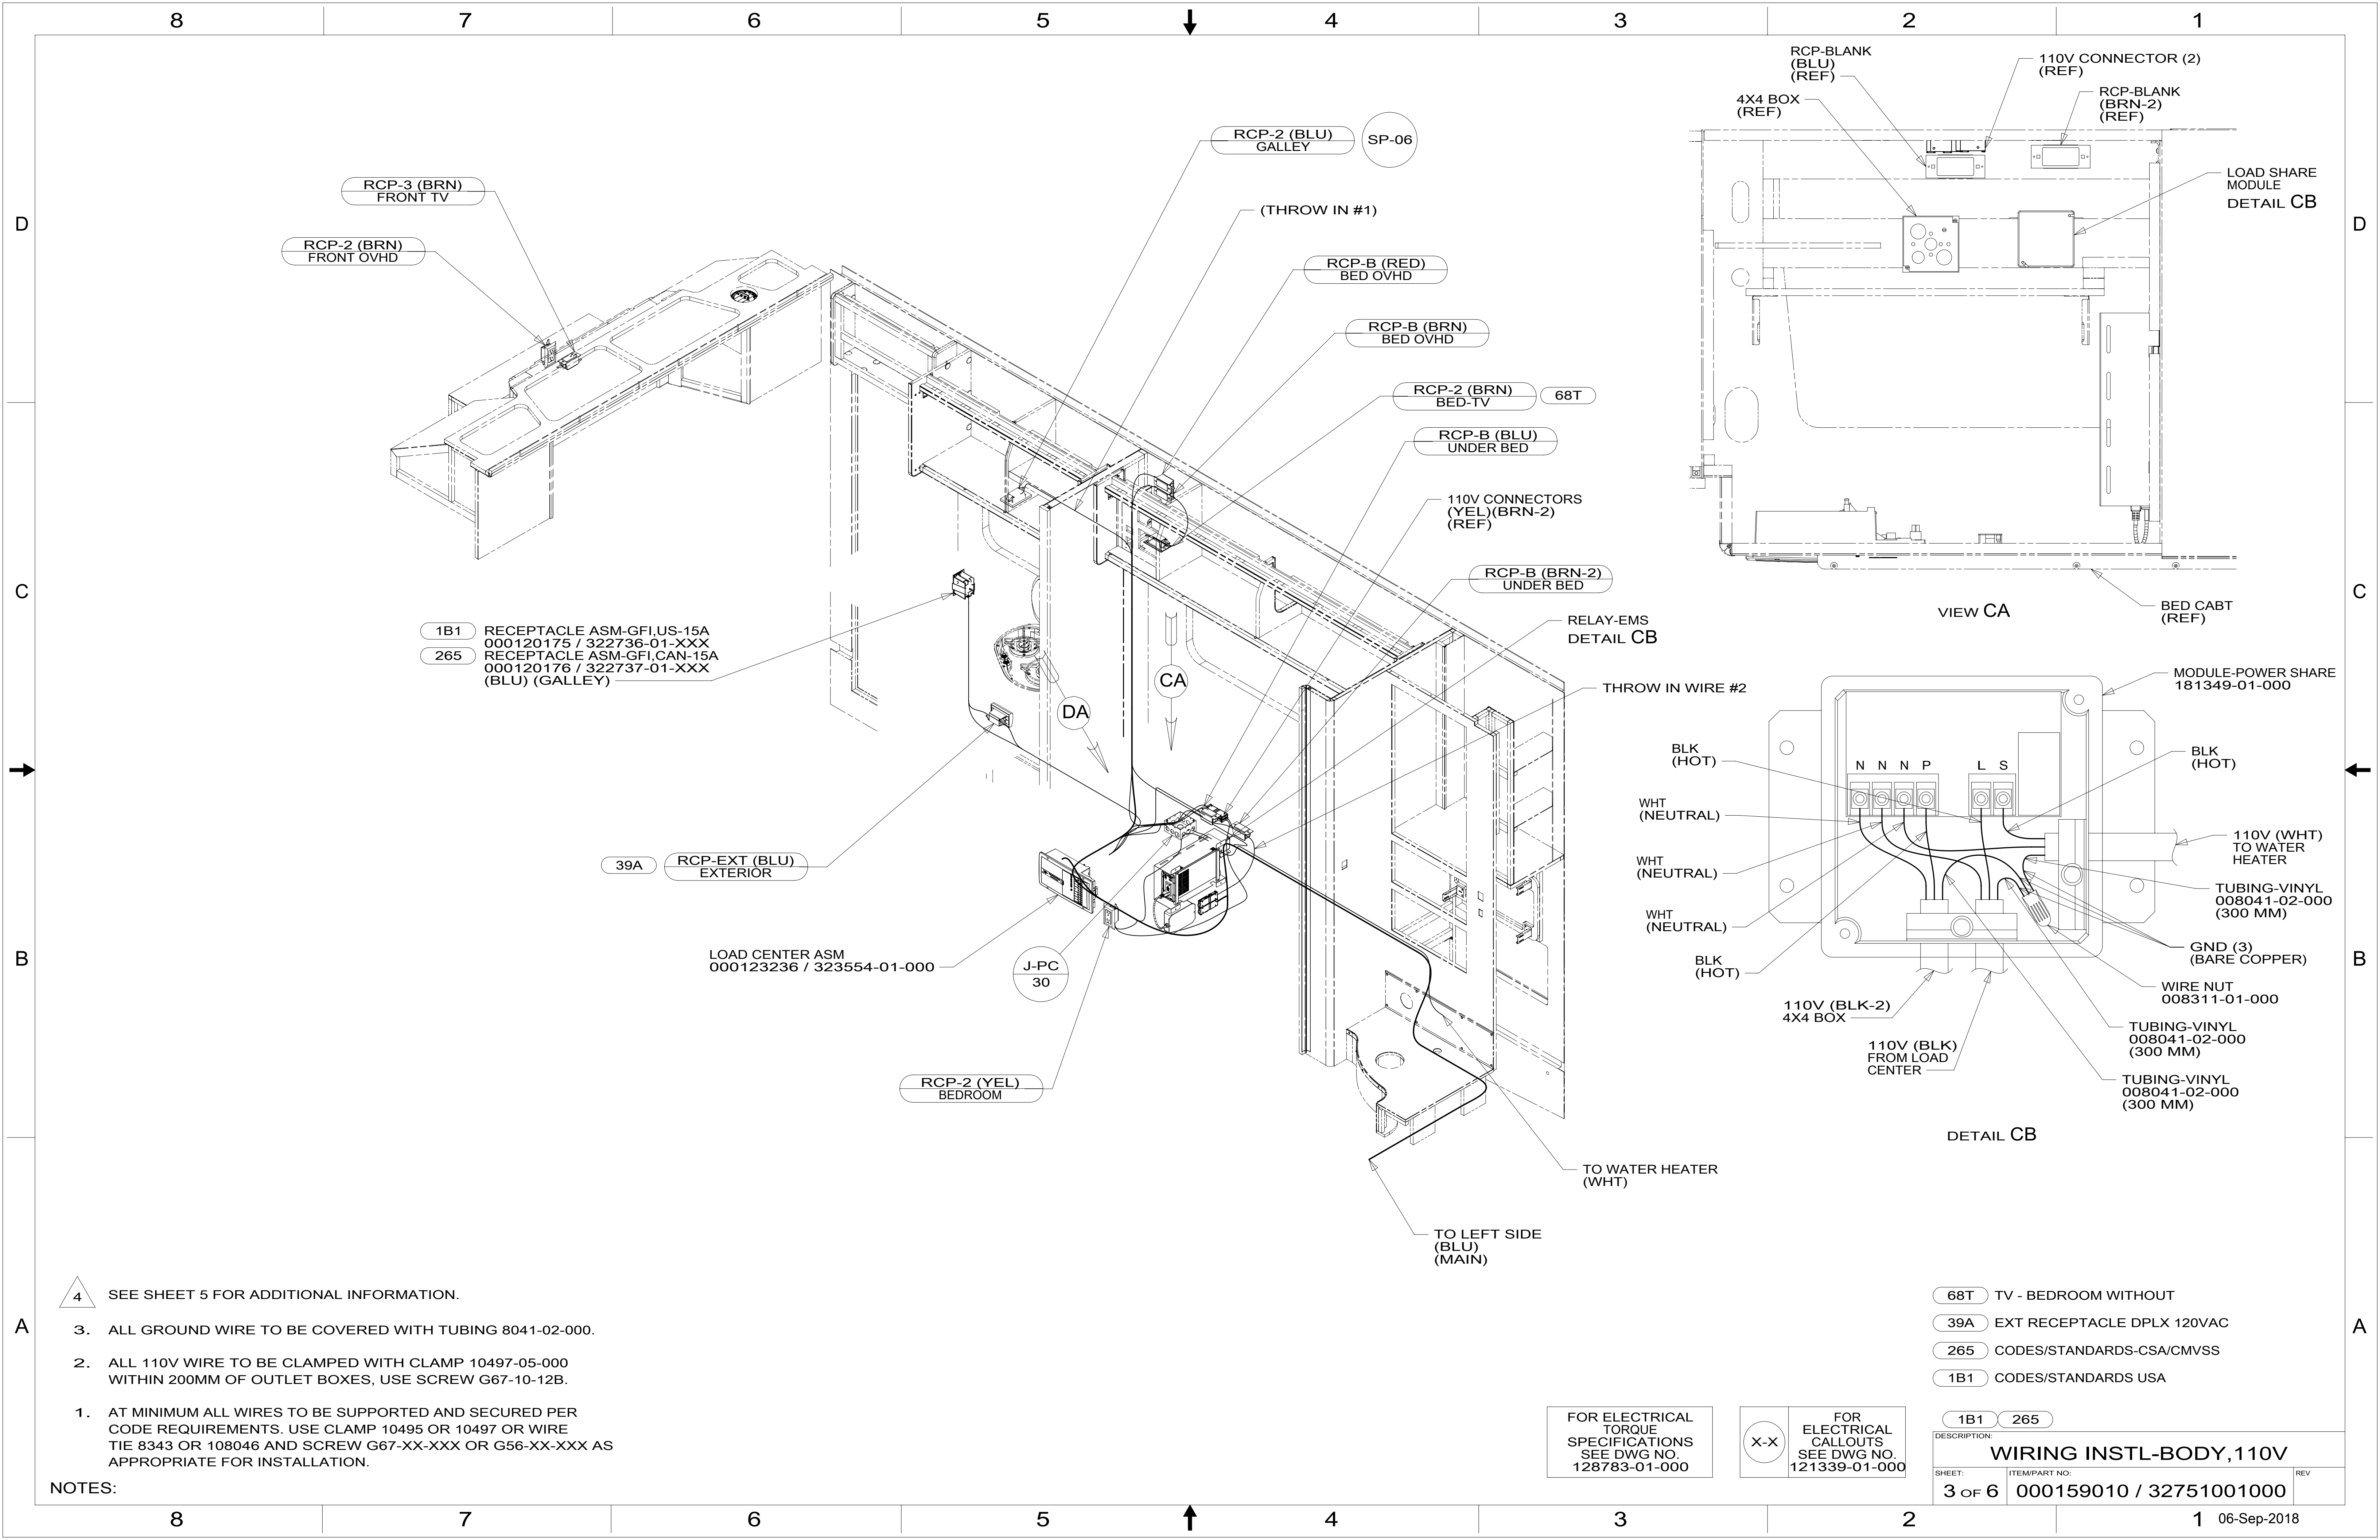 8 7 6 5 4 3 2 1
D
C
B
A
D
C
B
A
RCP-3 (BRN)
FRONT TV
RCP-2 (BRN)
FRONT OVHD
RCP-2 (BLU)
GALLEY
SP-06
(THROW IN #1)
RCP-B (RED)
BED OVHD
RCP-B (BRN)
BED OVHD
RCP-2 (BRN)
BED-TV
68T
RCP-B (BLU)
UNDER BED
110V CONNECTORS
(YEL)(BRN-2)
(REF)
RCP-B (BRN-2)
UNDER BED
RELAY-EMS
DETAIL CB
THROW IN WIRE #2
1B1 RECEPTACLE ASM-GFI,US-15A
000120175 / 322736-01-XXX
265 RECEPTACLE ASM-GFI,CAN-15A
000120176 / 322737-01-XXX
(BLU) (GALLEY)
DA
CA
39A
RCP-EXT (BLU)
EXTERIOR
LOAD CENTER ASM
000123236 / 323554-01-000
J-PC
30
RCP-2 (YEL)
BEDROOM
TO WATER HEATER
(WHT)
TO LEFT SIDE
(BLU)
(MAIN)
RCP-BLANK
(BLU)
(REF)
110V CONNECTOR (2)
(REF)
4X4 BOX
(REF)
RCP-BLANK
(BRN-2)
(REF)
LOAD SHARE
MODULE
DETAIL CB
VIEW CA
BED CABT
(REF)
MODULE-POWER SHARE
181349-01-000
BLK
(HOT)
BLK
(HOT)
N N N P L S
WHT
(NEUTRAL)
WHT
(NEUTRAL)
WHT
(NEUTRAL)
BLK
(HOT)
110V (WHT)
TO WATER
HEATER
TUBING-VINYL
008041-02-000
(300 MM)
GND (3)
(BARE COPPER)
WIRE NUT
008311-01-000
110V (BLK-2)
4X4 BOX
110V (BLK)
FROM LOAD
CENTER
TUBING-VINYL
008041-02-000
(300 MM)
TUBING-VINYL
008041-02-000
(300 MM)
DETAIL CB
4 SEE SHEET 5 FOR ADDITIONAL INFORMATION.
3. ALL GROUND WIRE TO BE COVERED WITH TUBING 8041-02-000.
2. ALL 110V WIRE TO BE CLAMPED WITH CLAMP 10497-05-000
WITHIN 200MM OF OUTLET BOXES, USE SCREW G67-10-12B.
1. AT MINIMUM ALL WIRES TO BE SUPPORTED AND SECURED PER
CODE REQUIREMENTS. USE CLAMP 10495 OR 10497 OR WIRE
TIE 8343 OR 108046 AND SCREW G67-XX-XXX OR G56-XX-XXX AS
APPROPRIATE FOR INSTALLATION.
NOTES:
68T TV - BEDROOM WITHOUT
39A EXT RECEPTACLE DPLX 120VAC
265 CODES/STANDARDS-CSA/CMVSS
1B1 CODES/STANDARDS USA
1B1 265
FOR ELECTRICAL
TORQUE
SPECIFICATIONS
SEE DWG NO.
128783-01-000
X-X
FOR
ELECTRICAL
CALLOUTS
SEE DWG NO.
121339-01-000
DESCRIPTION:
WIRING INSTL-BODY,110V
SHEET:
3 OF 6
ITEM/PART NO:
000159010 / 32751001000
REV
8 7 6 5 4 3 2 1
06-Sep-2018